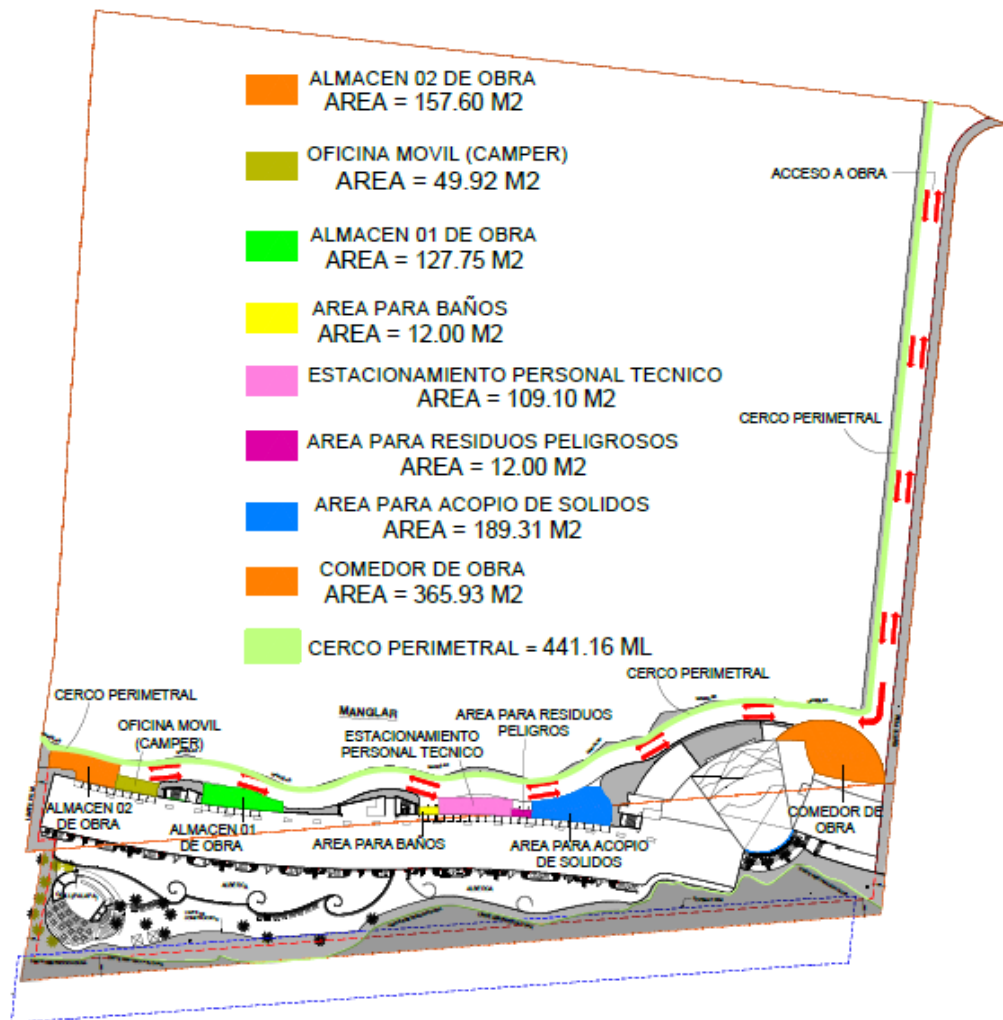 ALMACEN 02 DE OBRA
AREA = 157.60 M2
OFICINA MOVIL (CAMPER)
AREA = 49.92 M2
ALMACEN 01 DE OBRA
AREA = 127.75 M2
AREA PARA BAÑOS
AREA = 12.00 M2
ESTACIONAMIENTO PERSONAL TECNICO
AREA = 109.10 M2
AREA PARA RESIDUOS PELIGROSOS
AREA = 12.00 M2
AREA PARA ACOPIO DE SOLIDOS
AREA = 189.31 M2
COMEDOR DE OBRA
AREA = 365.93 M2
CERCO PERIMETRAL = 441.16 ML
ACCESO A OBRA
CERCO PERIMETRAL
CERCO PERIMETRAL
CERCO PERIMETRAL
OFICINA MOVIL
(CAMPER)
MANGLAR
ESTACIONAMIENTO
PERSONAL TECNICO
AREA PARA RESIDUOS
PELIGROS
ALMACEN 02
DE OBRA
ALMACEN 01
DE OBRA
AREA PARA BAÑOS
AREA PARA ACOPIO
DE SOLIDOS
COMEDOR DE
OBRA
ALBERCA
ALBERCA